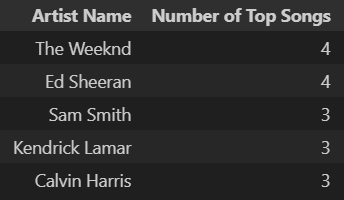 Artist Name Number of Top Songs
The Weeknd 4
Ed Sheeran 4
Sam Smith 3
Kendrick Lamar 3
Calvin Harris 3